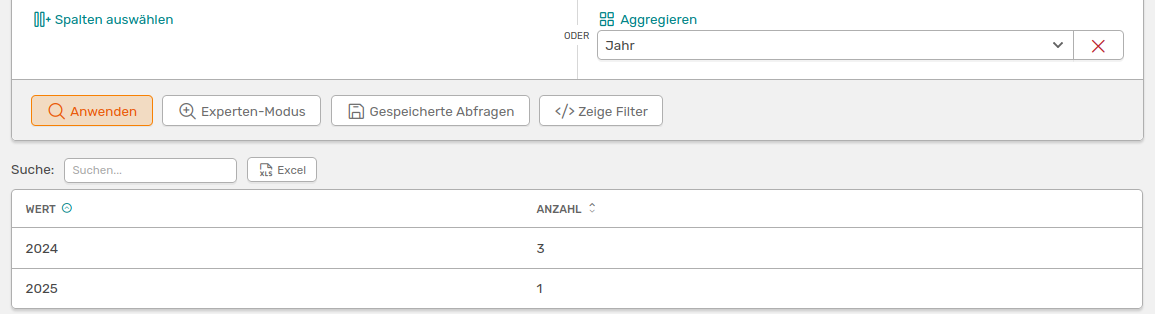 Spalten auswählen
Aggregieren
ODER
Jahr
Anwenden
Experten-Modus
Gespeicherte Abfragen
</> Zeige Filter
Suche:
Suchen...
XLS Excel
WERT
ANZAHL
2024
3
2025
1